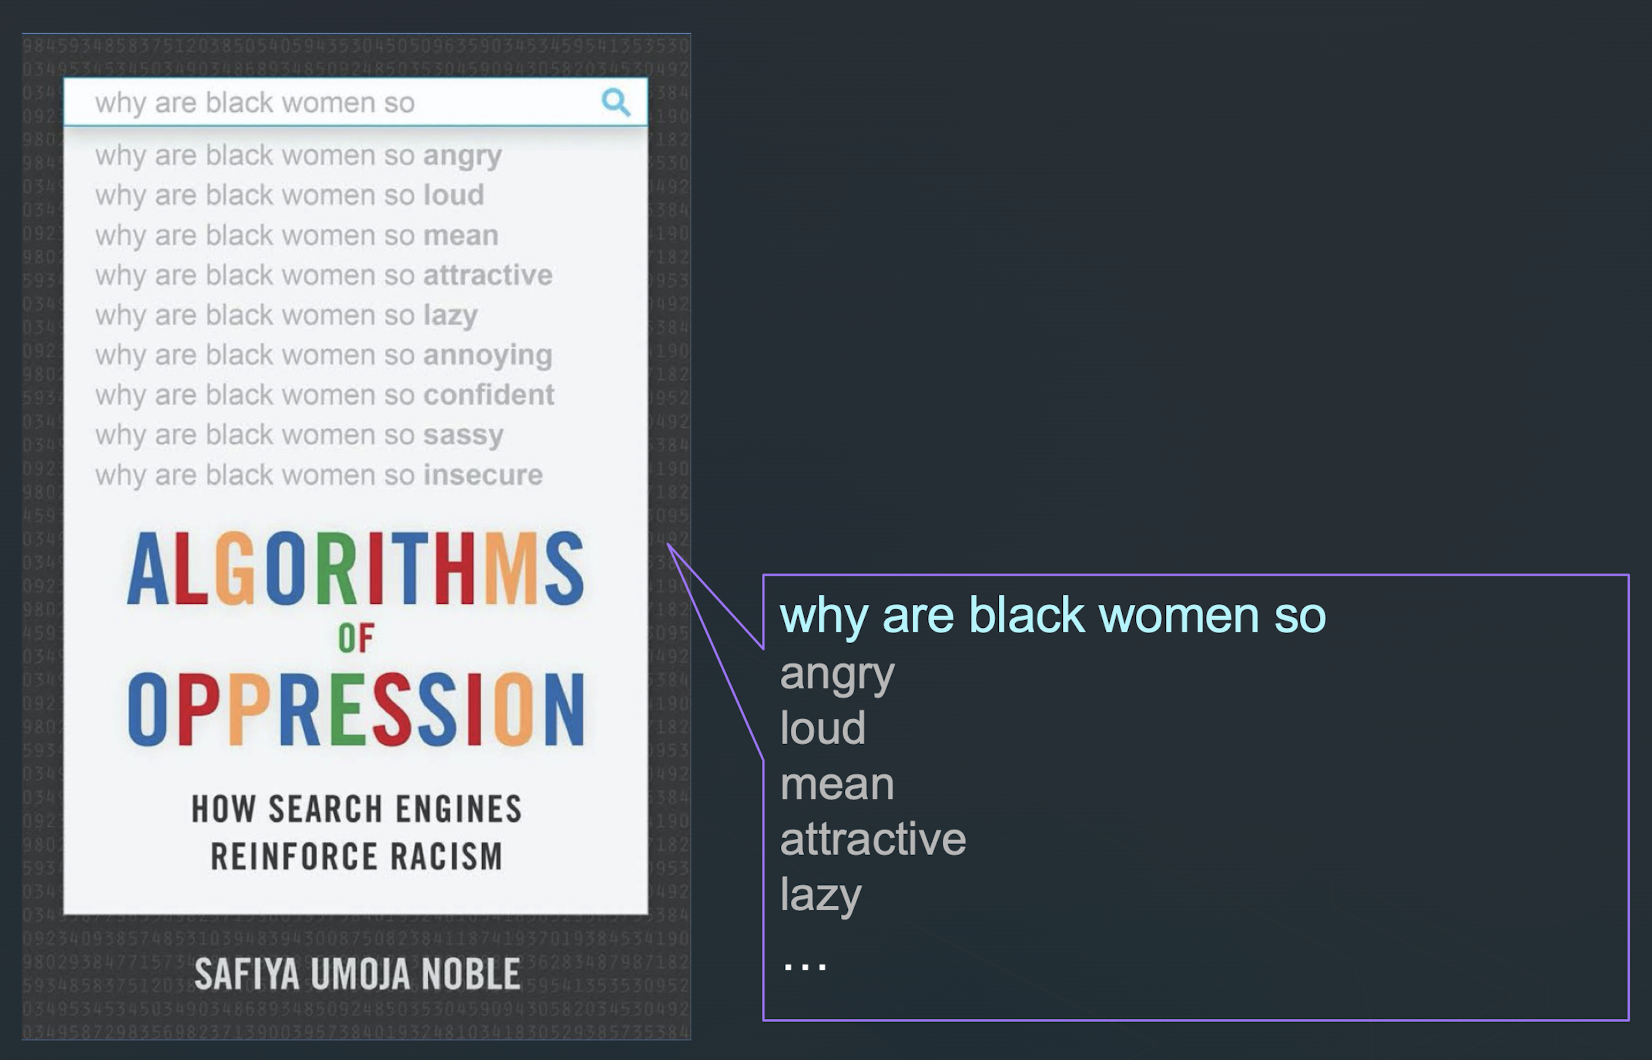 why are black women so
why are black women so angry
why are black women so loud
why are black women so mean
why are black women so attractive
why are black women so lazy
why are black women so annoying
why are black women so confident
why are black women so sassy
why are black women so insecure
ALGORITHMS
OF
OPPRESSION
HOW SEARCH ENGINES
REINFORCE RACISM
SAFIYA UMOJA NOBLE
why are black women so
angry
loud
mean
attractive
lazy
…